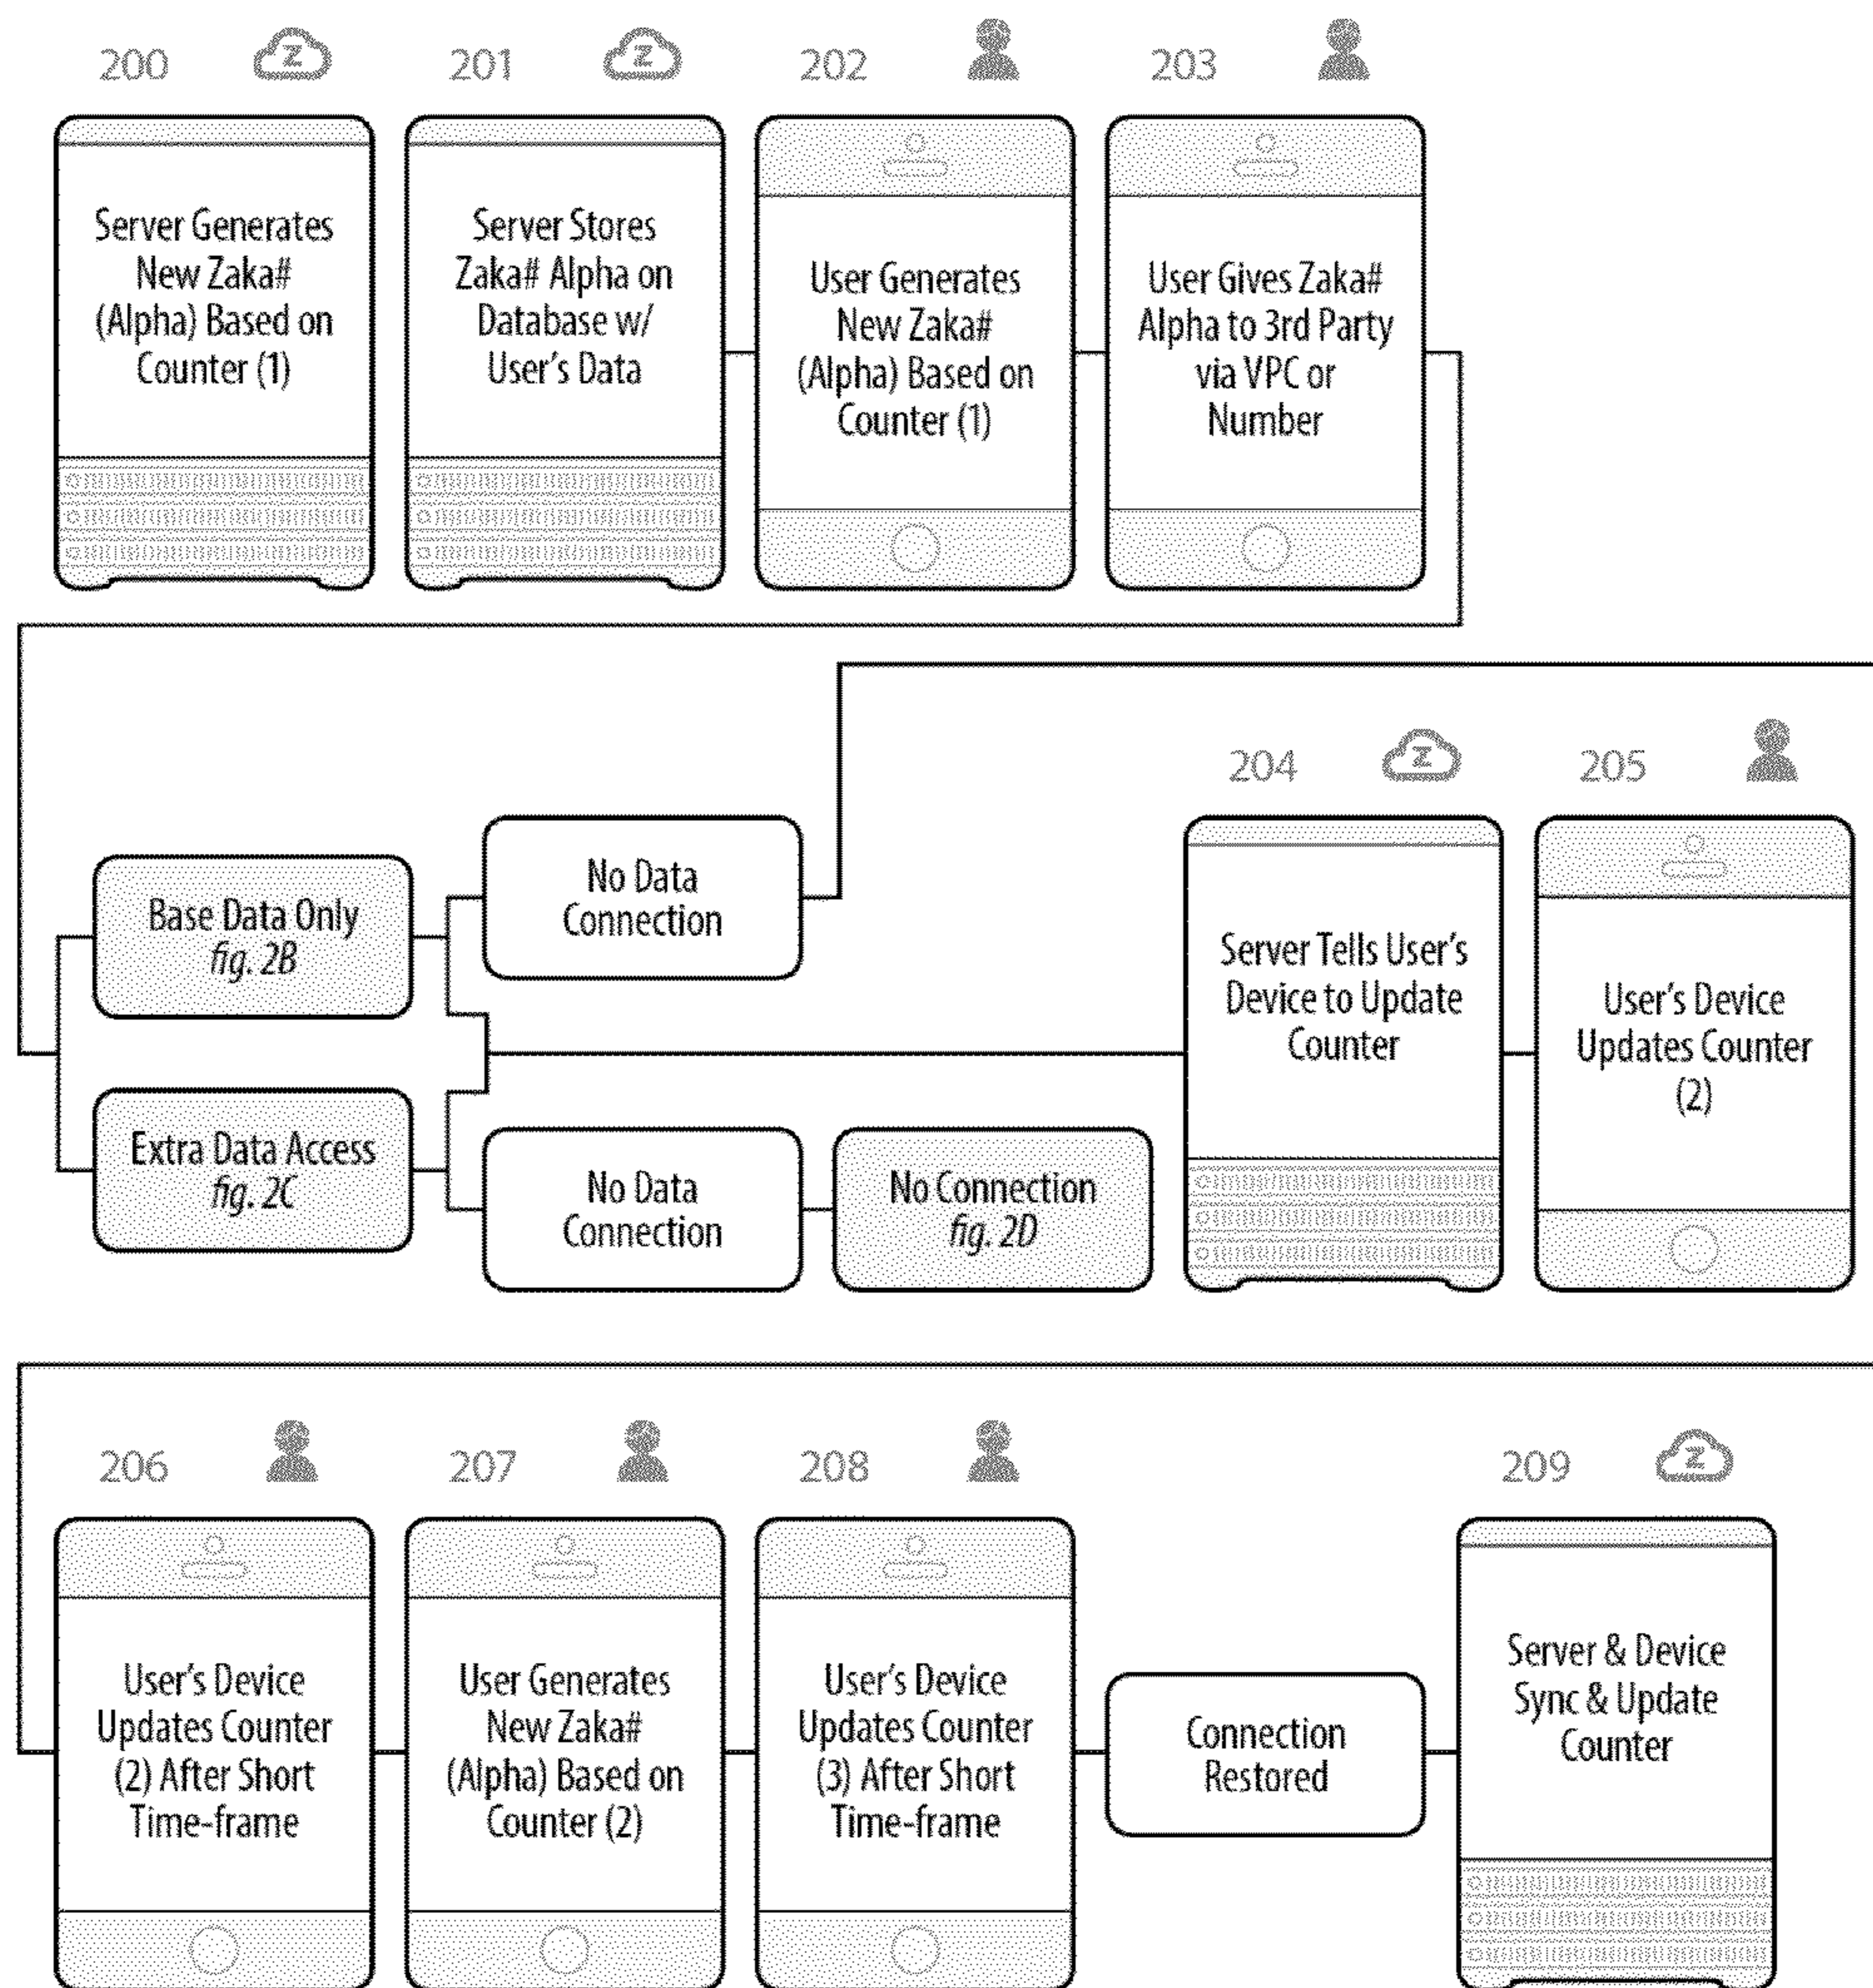 200
Z
201
Z
202
203
Server Generates
New Zaka#
(Alpha) Based on
Counter (1)
Server Stores
Zaka# Alpha on
Database w/
User's Data
User Generates
New Zaka#
(Alpha) Based on
Counter (1)
User Gives Zaka#
Alpha to 3rd Party
via VPC or
Number
204
Z
205
Base Data Only
fig. 2B
No Data
Connection
Extra Data Access
fig. 2C
No Data
Connection
No Connection
fig. 2D
Server Tells User's
Device to Update
Counter
User's Device
Updates Counter
(2)
206
207
208
209
Z
User's Device
Updates Counter
(2) After Short
Time-frame
User Generates
New Zaka#
(Alpha) Based on
Counter (2)
User's Device
Updates Counter
(3) After Short
Time-frame
Connection
Restored
Server & Device
Sync & Update
Counter